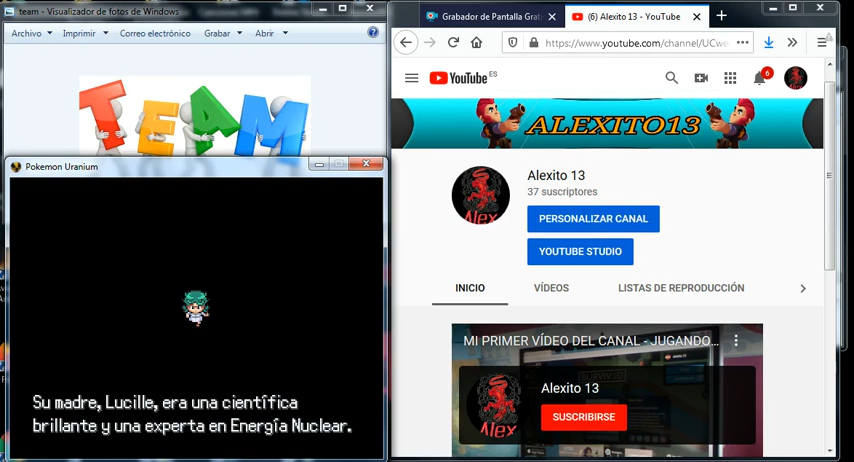 team - Visualizador de fotos de Windows
Archivo Imprimir Correo electrónico Grabar Abrir
TEAM
Pokemon Uranium
Su madre, Lucille, era una científica
brillante y una experta en Energía Nuclear.
Grabador de Pantalla Grat
(6) Alexito 13 - YouTube
https://www.youtube.com/channel/UCwe
YouTube ES
6
ALEXITO13
Alex
Alexito 13
37 suscriptores
PERSONALIZAR CANAL
YOUTUBE STUDIO
INICIO VÍDEOS LISTAS DE REPRODUCCIÓN
MI PRIMER VÍDEO DEL CANAL - JUGANDO...
Alex
Alexito 13
SUSCRIBIRSE